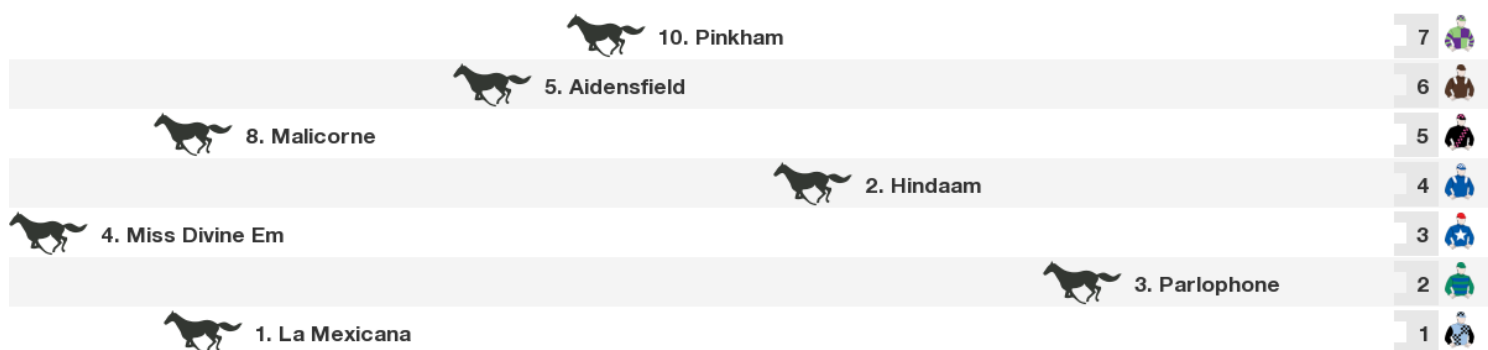 10. Pinkham 7
5. Aidensfield 6
8. Malicorne 5
2. Hindaam 4
4. Miss Divine Em 3
3. Parlophone 2
1. La Mexicana 1